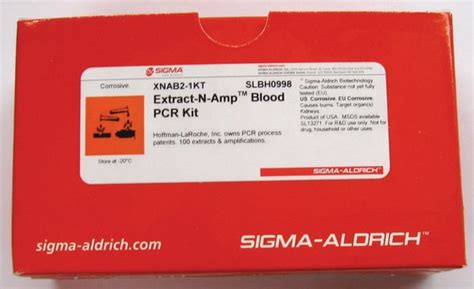 SIGMA
Corrosive.
XNAB2-1KT
SLBH0998
Extract-N-Amp™ Blood
PCR Kit
Hoffman-LaRoche, Inc. owns PCR process
patents. 100 extracts & amplifications.
Store at -20°C
™ Sigma-Aldrich Biotechnology
Caution: Substance not yet fully
tested (EU).
US. Corrosive. EU Corrosive.
Causes burns. Target organ(s)
Kidneys.
Product of USA. MSDS available
SL13271. For R&D use only. Not for
drug, household or other uses.
SIGMA-ALDRICH
sigma-aldrich.com
SIGMA-ALDRICH